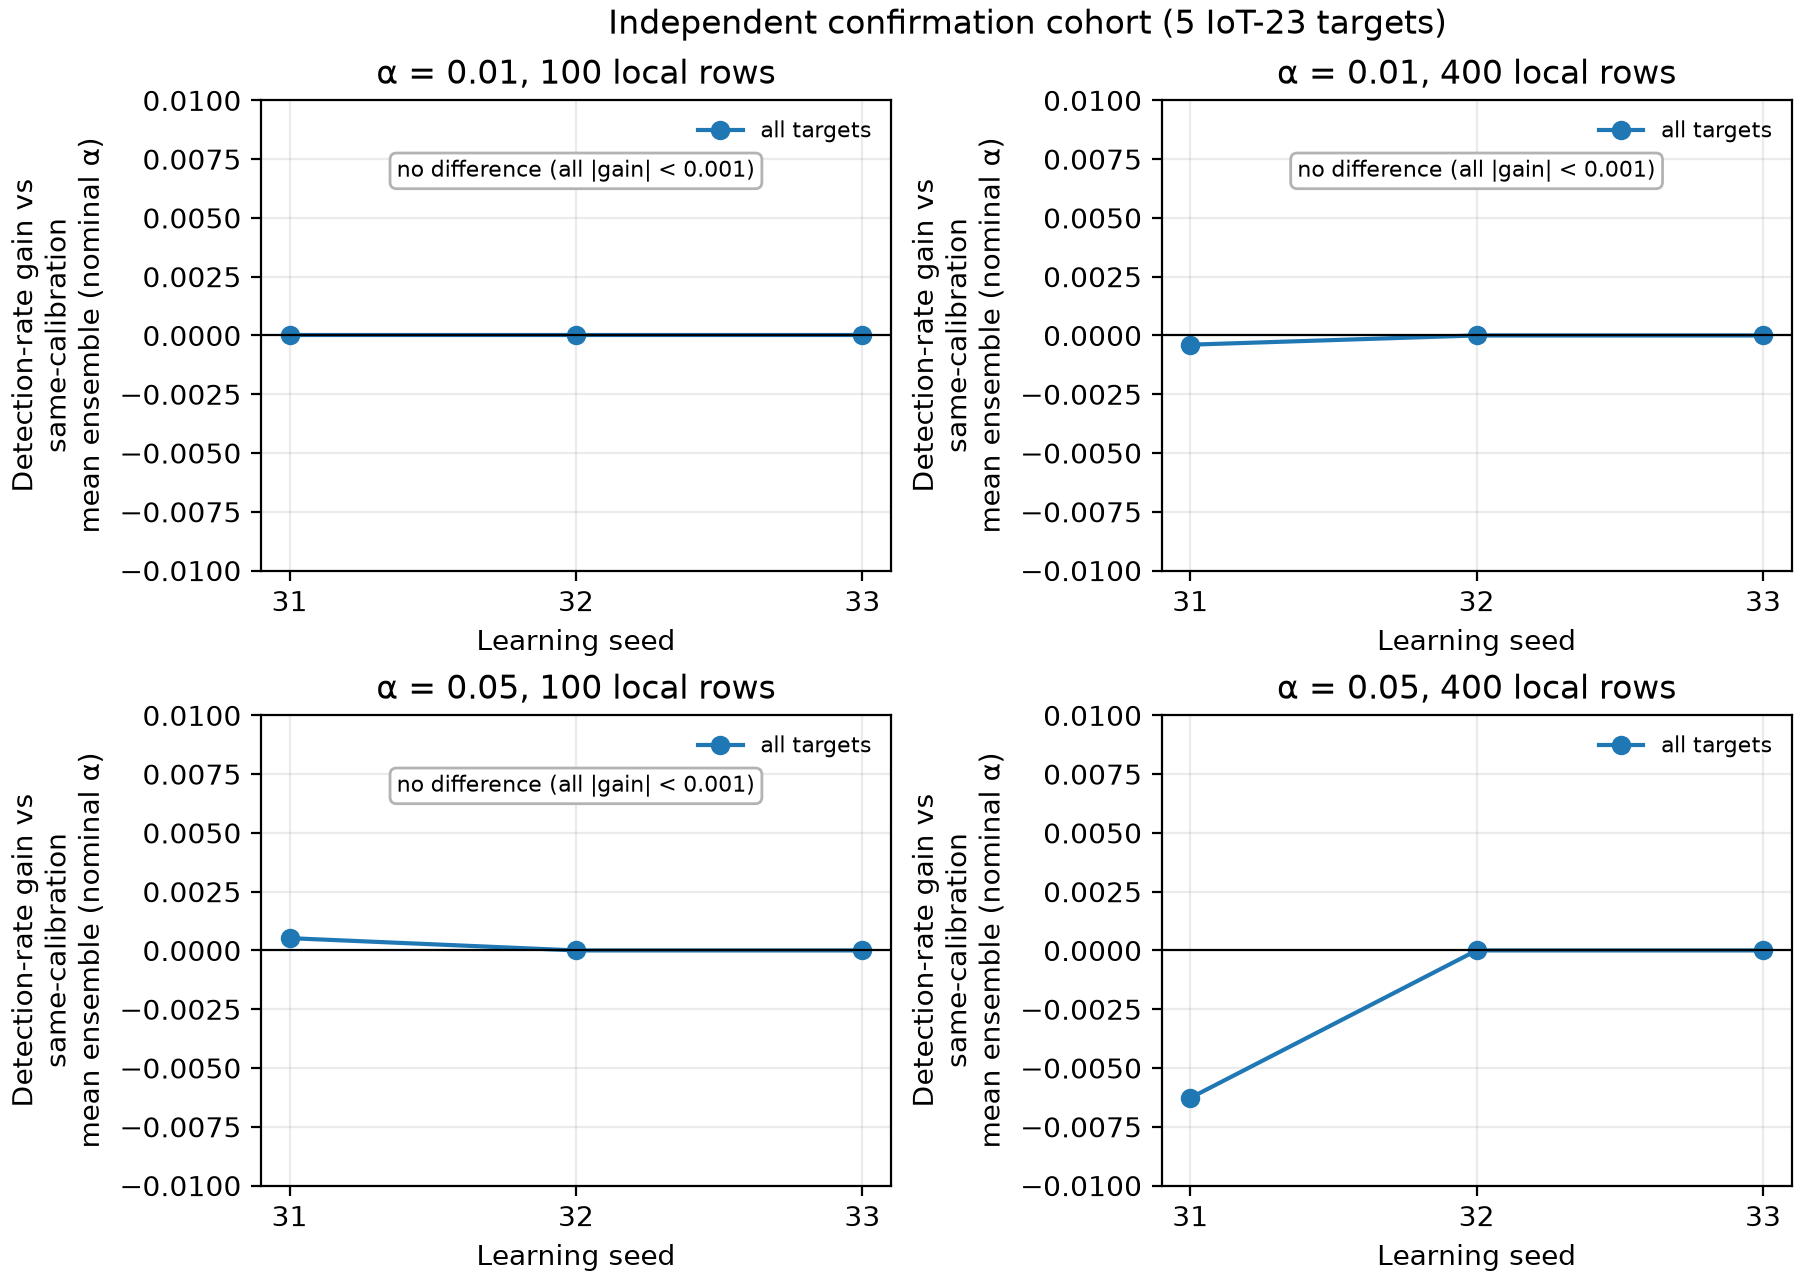 Independent confirmation cohort (5 IoT-23 targets)
α = 0.01, 100 local rows
Detection-rate gain vs
same-calibration
mean ensemble (nominal α)
0.0100
0.0075
0.0050
0.0025
0.0000
−0.0025
−0.0050
−0.0075
−0.0100
all targets
no difference (all |gain| < 0.001)
31
32
33
Learning seed
α = 0.01, 400 local rows
Detection-rate gain vs
same-calibration
mean ensemble (nominal α)
0.0100
0.0075
0.0050
0.0025
0.0000
−0.0025
−0.0050
−0.0075
−0.0100
all targets
no difference (all |gain| < 0.001)
31
32
33
Learning seed
α = 0.05, 100 local rows
Detection-rate gain vs
same-calibration
mean ensemble (nominal α)
0.0100
0.0075
0.0050
0.0025
0.0000
−0.0025
−0.0050
−0.0075
−0.0100
all targets
no difference (all |gain| < 0.001)
31
32
33
Learning seed
α = 0.05, 400 local rows
Detection-rate gain vs
same-calibration
mean ensemble (nominal α)
0.0100
0.0075
0.0050
0.0025
0.0000
−0.0025
−0.0050
−0.0075
−0.0100
all targets
31
32
33
Learning seed